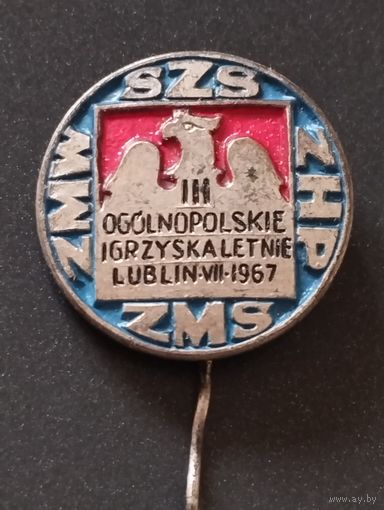 SZS
ZMW
ZHP
III
OGÓLNOPOLSKIE
IGRZYSKA LETNIE
LUBLIN·VII·1967
ZMS
www.ay.by